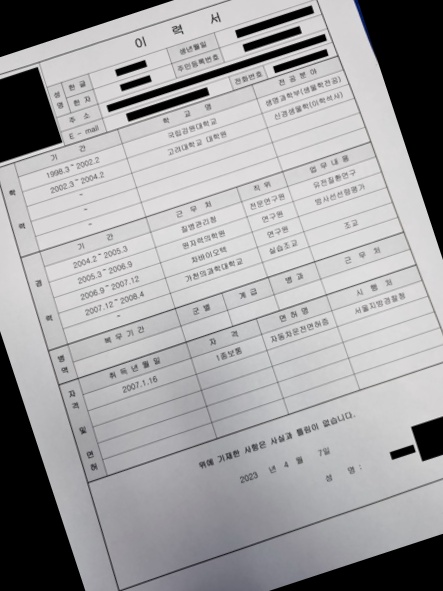 이 력 서
성명 한 글 생년월일
한 자 주민등록번호
주 소
E - mail 전화번호
학 력
기 간 학 교 명 전 공 분 야
1998.3 ~ 2002.2 국립강원대학교 생명과학부(생물학전공)
2002.3 ~ 2004.2 고려대학교 대학원 신경생물학(이학석사)
~
~
~
경 력
기 간 근 무 처 직 위 업 무 내 용
2004.2 ~ 2005.3 질병관리청 전문연구원 유전질환연구
2005.3 ~ 2006.9 원자력의학원 연구원 방사선선량평가
2006.9 ~ 2007.12 차바이오텍 연구원
2007.12 ~ 2008.4 가천의과학대학교 실습조교 조교
~
병역
복 무 기 간 군 별 계 급 병 과 근 무 처
자 격 및 면 허
취 득 년 월 일 자 격 면 허 명 시 행 처
2007.1.16 1종보통 자동차운전면허증 서울지방경찰청
위에 기재한 사항은 사실과 틀림이 없습니다.
2023 년 4 월 7일
성 명 :